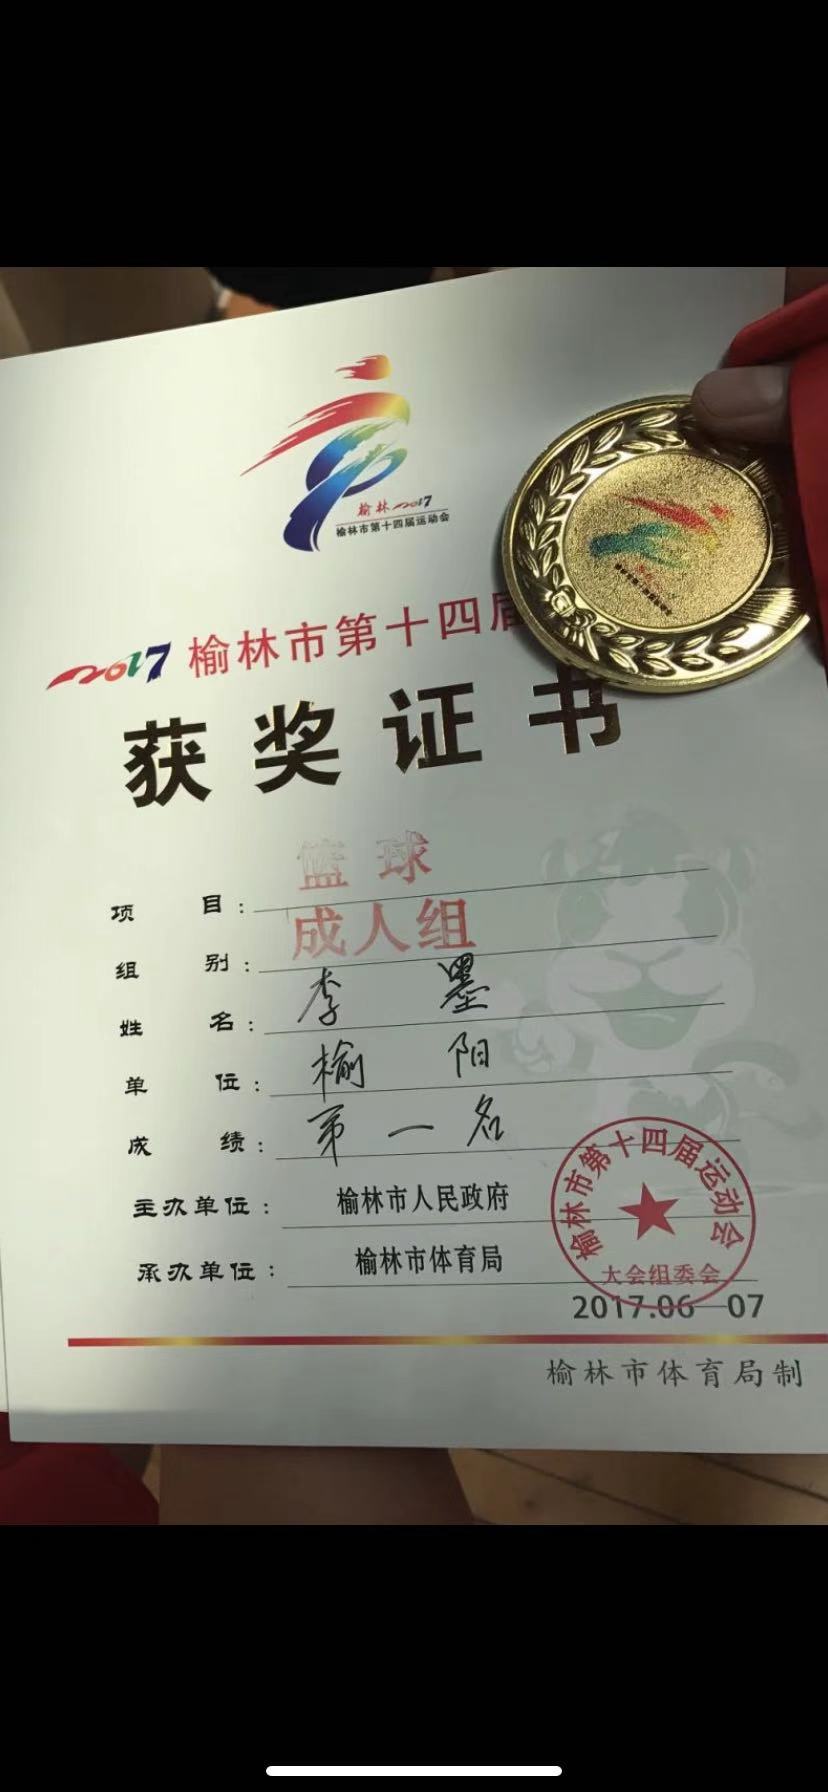 榆林2017
榆林市第十四届运动会
2017 榆林市第十四届
获奖证书
项目：篮球
组别：成人组
姓名：李墨
单位：榆阳
成绩：第一名
主办单位：榆林市人民政府
承办单位：榆林市体育局
榆林市第十四届运动会
大会组委会
2017.06—07
榆林市体育局制